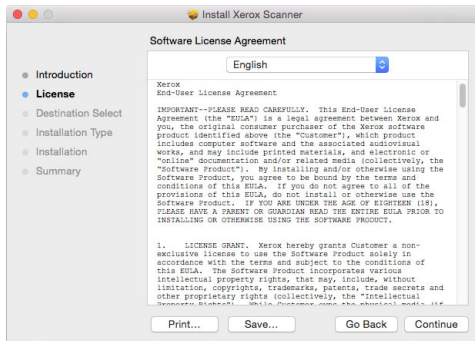 Install Xerox Scanner
Software License Agreement
English
Introduction
License
Destination Select
Installation Type
Installation
Summary
Xerox
End-User License Agreement
IMPORTANT--PLEASE READ CAREFULLY. This End-User License
Agreement (the "EULA") is a legal agreement between Xerox and
you, the original consumer purchaser of the Xerox software
product identified above (the "Customer"), which product
includes computer software and the associated audiovisual
works, and may include printed materials, and electronic or
"online" documentation and/or related media (collectively, the
"Software Product"). By installing and/or otherwise using the
Software Product, you agree to be bound by the terms and
conditions of this EULA. If you do not agree to all of the
provisions of this EULA, do not install or otherwise use the
Software Product. IF YOU ARE UNDER THE AGE OF EIGHTEEN (18),
PLEASE HAVE A PARENT OR GUARDIAN READ THE ENTIRE EULA PRIOR TO
INSTALLING OR OTHERWISE USING THE SOFTWARE PRODUCT.
1. LICENSE GRANT. Xerox hereby grants Customer a non-
exclusive license to use the Software Product solely in
accordance with the terms and subject to the conditions of
this EULA. The Software Product incorporates various
intellectual property rights, that may, include, without
limitation, copyrights, trademarks, patents, trade secrets and
other proprietary rights (collectively, the "Intellectual
Property Rights"). While Customer owns the physical media (if
Print...
Save...
Go Back
Continue